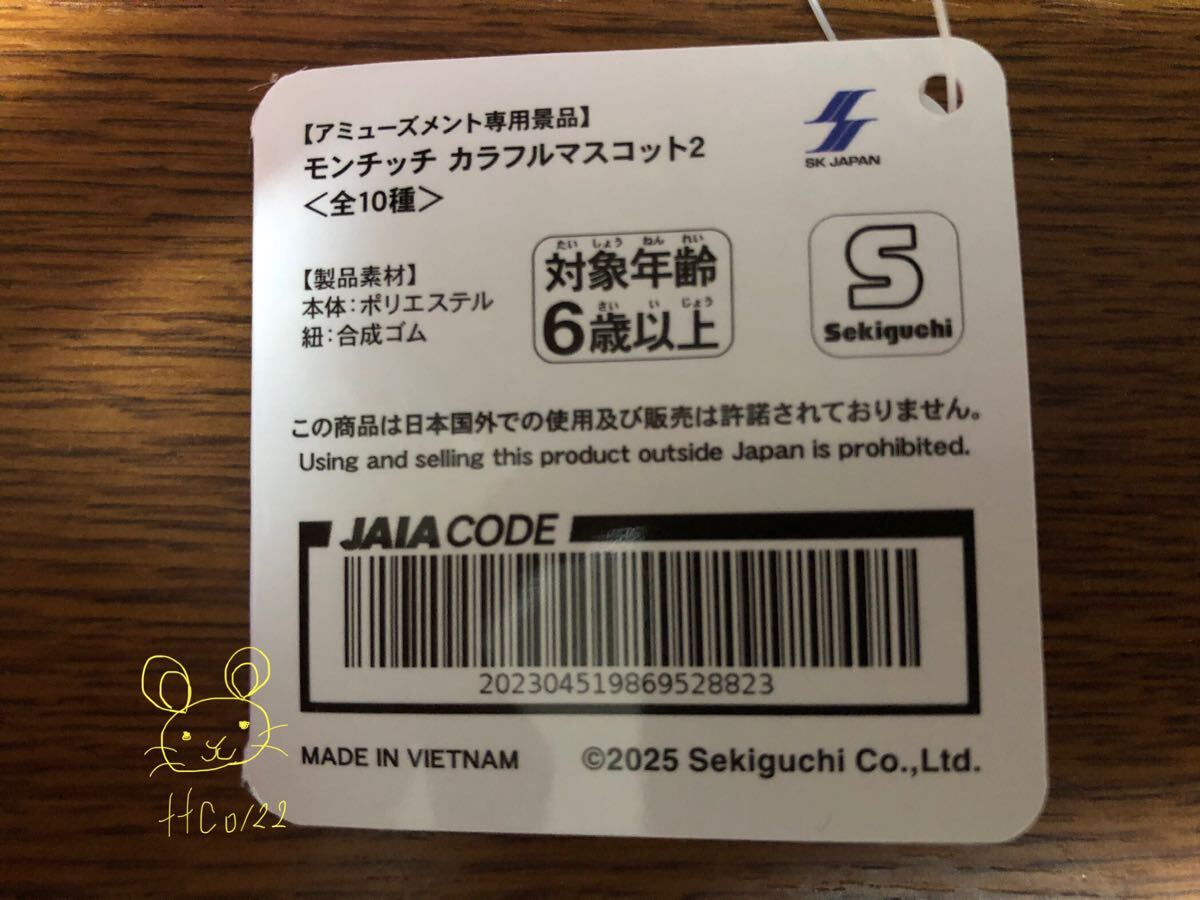 【アミューズメント専用景品】
モンチッチ カラフルマスコット2
＜全10種＞
SK JAPAN
【製品素材】
本体：ポリエステル
紐：合成ゴム
たい しょう ねん れい
対象年齢
さい い じょう
6歳以上
S
Sekiguchi
この商品は日本国外での使用及び販売は許諾されておりません。
Using and selling this product outside Japan is prohibited.
JAIA CODE
202304519869528823
MADE IN VIETNAM
©2025 Sekiguchi Co.,Ltd.
HCo122